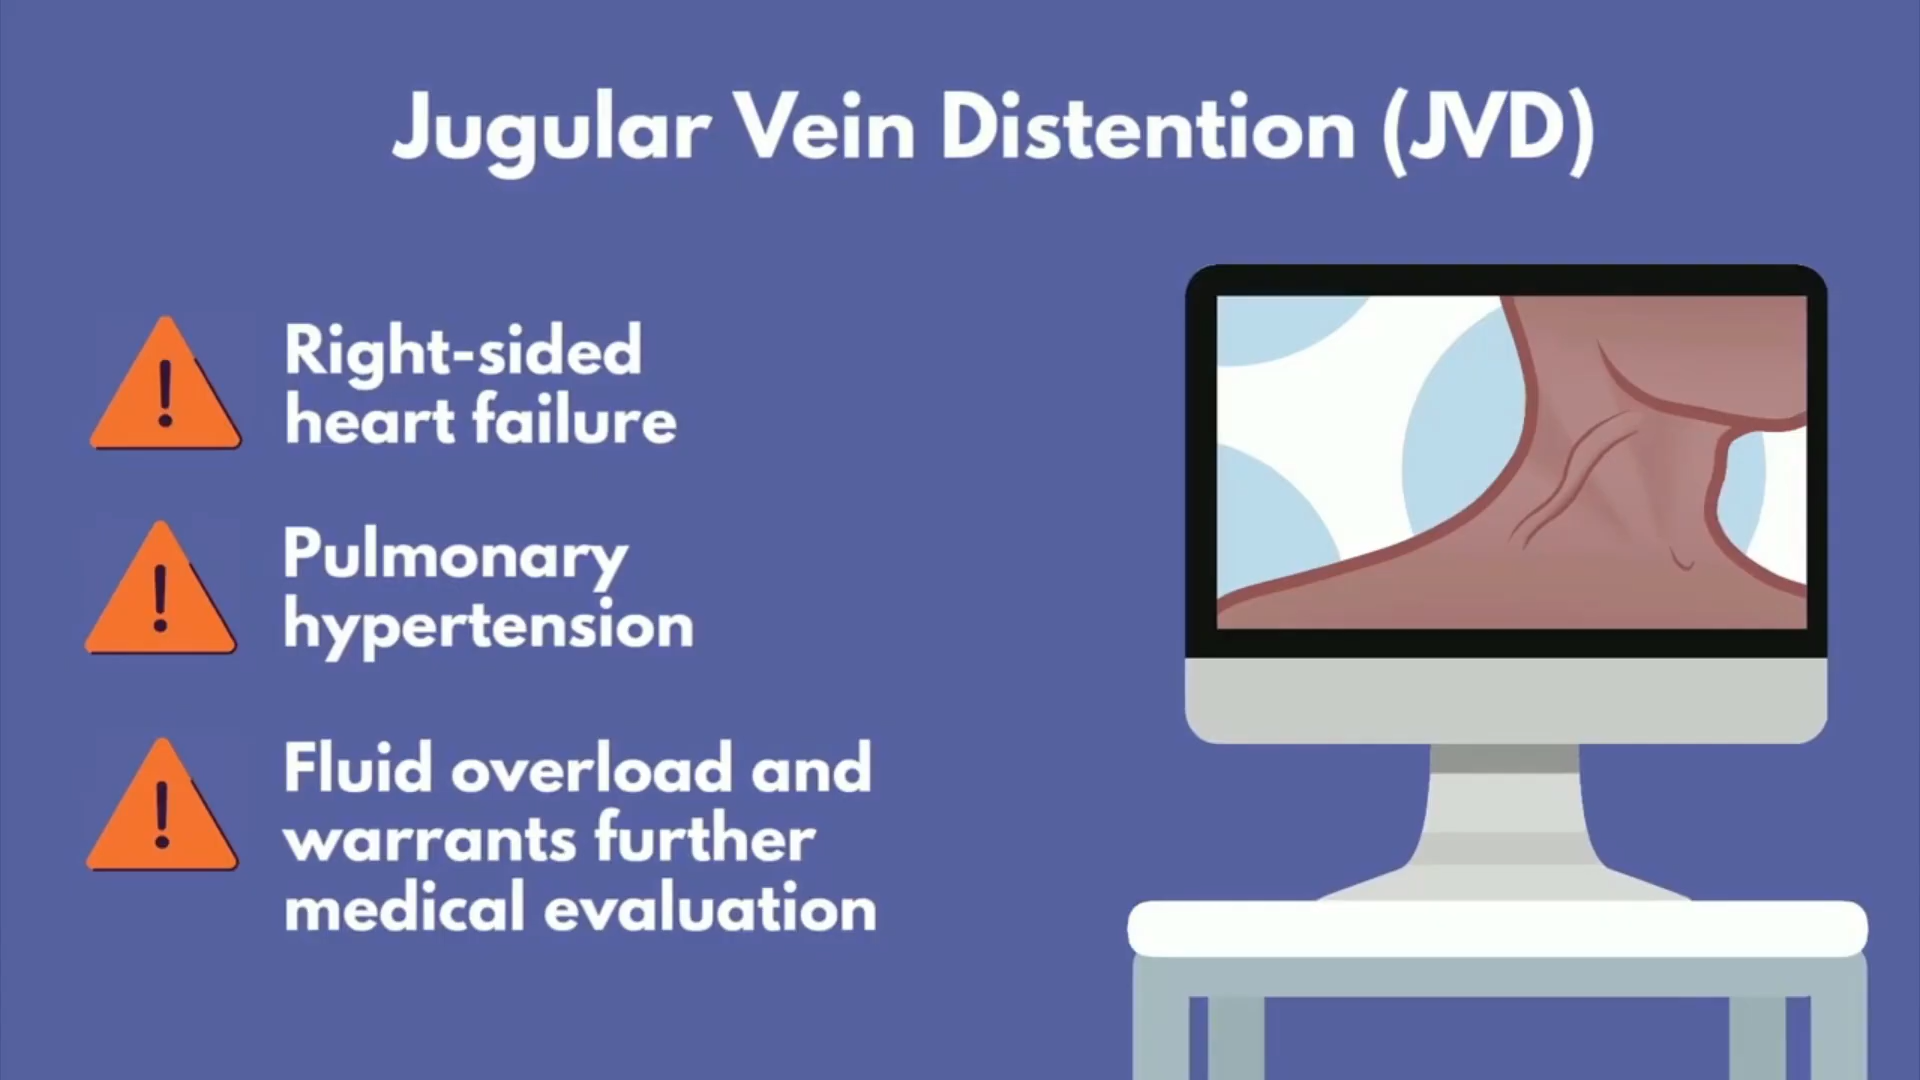 Jugular Vein Distention (JVD)
Right-sided
heart failure
Pulmonary
hypertension
Fluid overload and
warrants further
medical evaluation